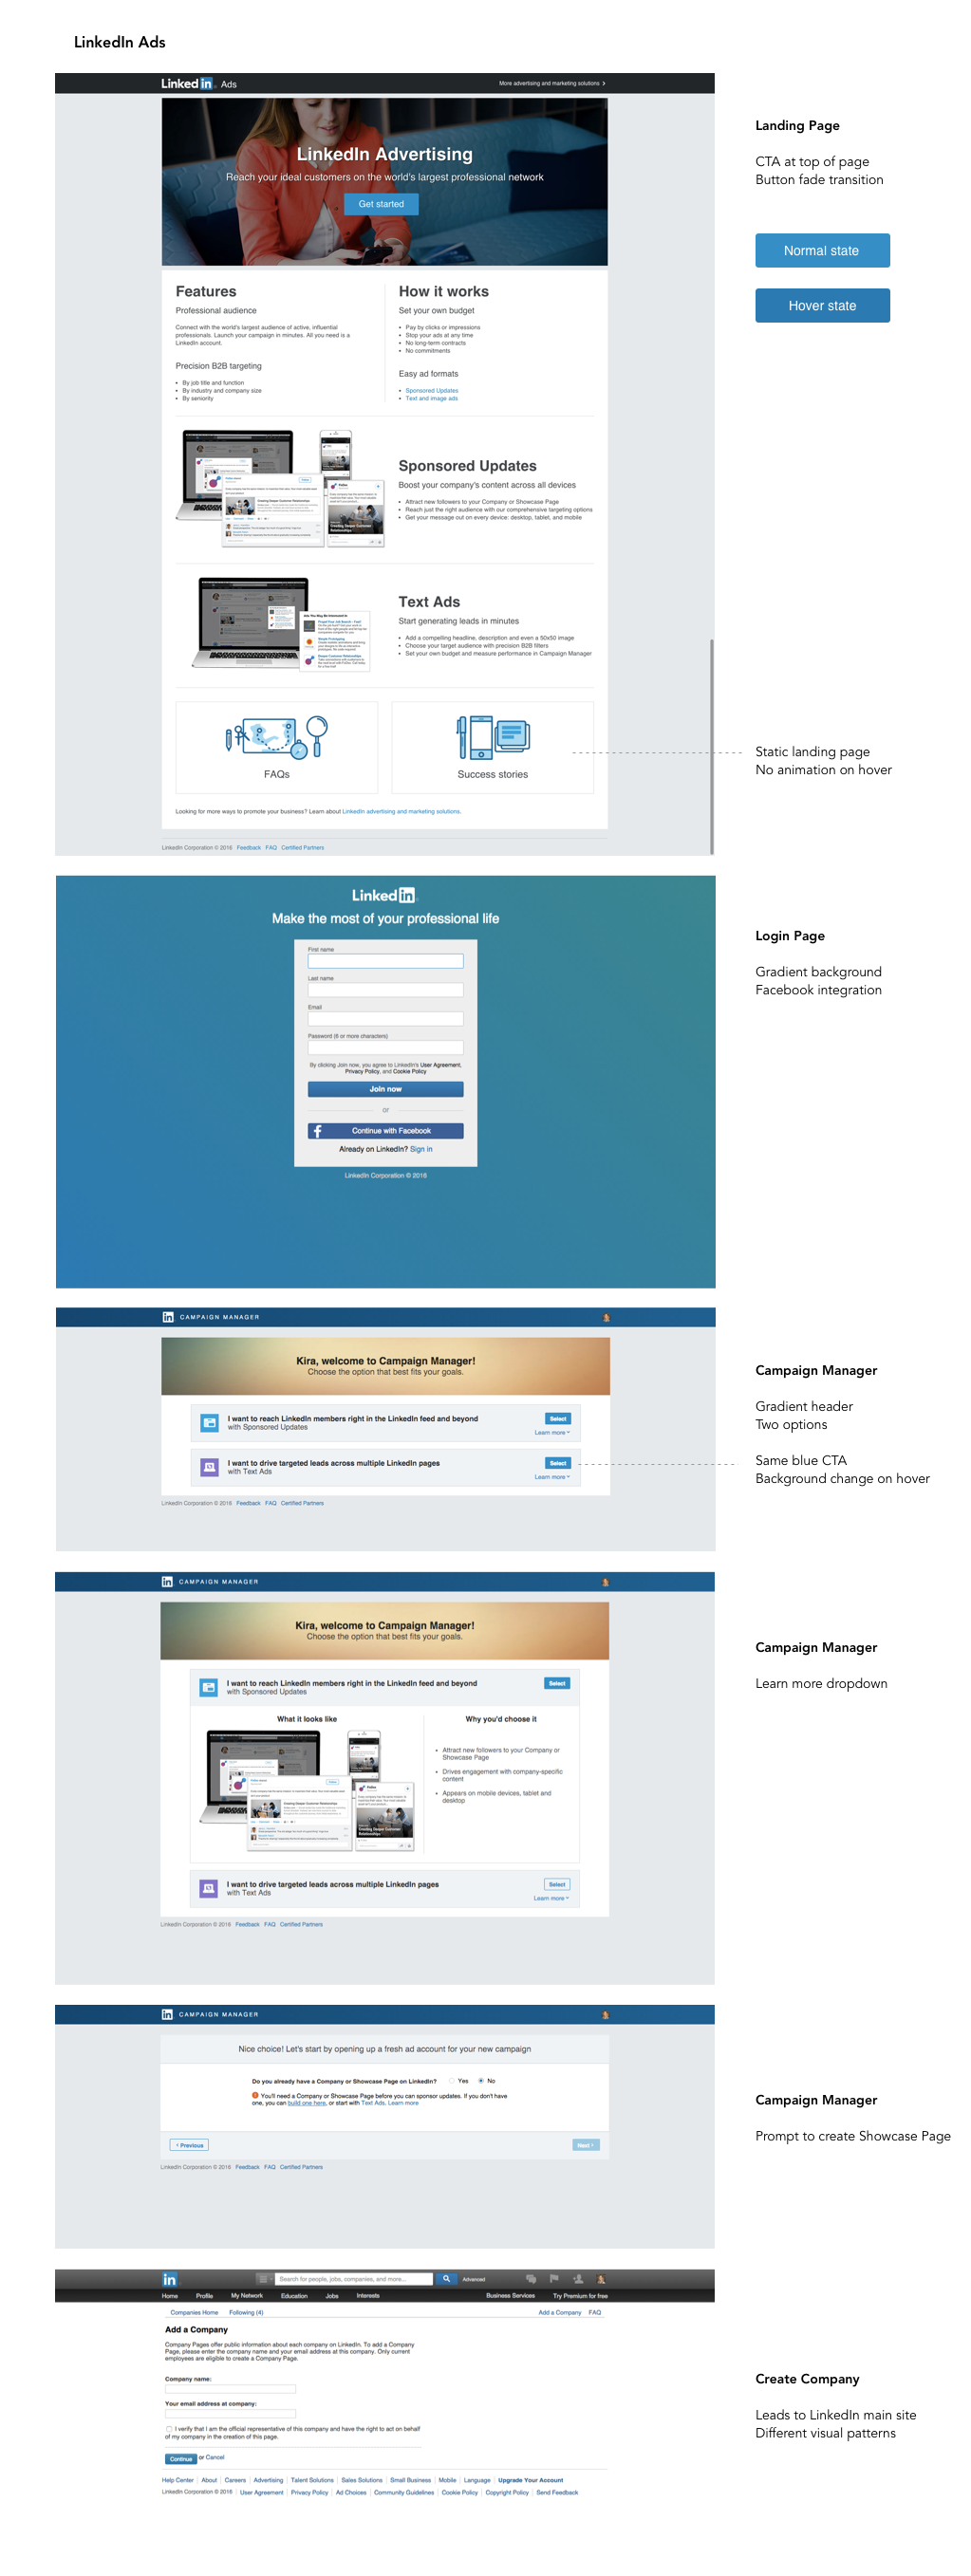 LinkedIn Ads
Linked in Ads
More advertising and marketing solutions >
LinkedIn Advertising
Reach your ideal customers on the world's largest professional network
Get started
Landing Page
CTA at top of page
Button fade transition
Normal state
Hover state
Features
Professional audience
Connect with the world's largest audience of active, influential
professionals. Launch your campaign in minutes. All you need is a
LinkedIn account.
Precision B2B targeting
• By job title and function
• By industry and company size
• By seniority
How it works
Set your own budget
• Pay by clicks or impressions
• Stop your ads at any time
• No long-term contracts
• No commitments
Easy ad formats
• Sponsored Updates
• Text and image ads
Sponsored Updates
Boost your company's content across all devices
• Attract new followers to your Company or Showcase Page
• Reach just the right audience with our comprehensive targeting options
• Get your message out on every device: desktop, tablet, and mobile
Text Ads
Start generating leads in minutes
• Add a compelling headline, description and even a 50x50 image
• Choose your target audience with precision B2B filters
• Set your own budget and measure performance in Campaign Manager
FAQs
Success stories
Static landing page
No animation on hover
Looking for more ways to promote your business? Learn about LinkedIn advertising and marketing solutions.
LinkedIn Corporation © 2016 Feedback FAQ Certified Partners
Linked in
Make the most of your professional life
First name
Last name
Email
Password (6 or more characters)
By clicking Join now, you agree to LinkedIn's User Agreement,
Privacy Policy, and Cookie Policy
Join now
or
f Continue with Facebook
Already on LinkedIn? Sign in
LinkedIn Corporation © 2016
Login Page
Gradient background
Facebook integration
in CAMPAIGN MANAGER
Kira, welcome to Campaign Manager!
Choose the option that best fits your goals.
I want to reach LinkedIn members right in the LinkedIn feed and beyond
with Sponsored Updates
Select
Learn more
I want to drive targeted leads across multiple LinkedIn pages
with Text Ads
Select
Learn more
LinkedIn Corporation © 2016 Feedback FAQ Certified Partners
Campaign Manager
Gradient header
Two options
Same blue CTA
Background change on hover
in CAMPAIGN MANAGER
Kira, welcome to Campaign Manager!
Choose the option that best fits your goals.
I want to reach LinkedIn members right in the LinkedIn feed and beyond
with Sponsored Updates
Select
What it looks like
Why you'd choose it
• Attract new followers to your Company or
Showcase Page
• Drives engagement with company-specific
content
• Appears on mobile devices, tablet and
desktop
I want to drive targeted leads across multiple LinkedIn pages
with Text Ads
Select
Learn more
LinkedIn Corporation © 2016 Feedback FAQ Certified Partners
Campaign Manager
Learn more dropdown
in CAMPAIGN MANAGER
Nice choice! Let's start by opening up a fresh ad account for your new campaign
Do you already have a Company or Showcase Page on LinkedIn? Yes No
You'll need a Company or Showcase Page before you can sponsor updates. If you don't have
one, you can build one here, or start with Text Ads. Learn more
< Previous
Next >
LinkedIn Corporation © 2016 Feedback FAQ Certified Partners
Campaign Manager
Prompt to create Showcase Page
in
Search for people, jobs, companies, and more...
Advanced
Home Profile My Network Education Jobs Interests
Business Services Try Premium for free
Companies Home Following (4)
Add a Company FAQ
Add a Company
Company Pages offer public information about each company on LinkedIn. To add a Company
Page, please enter the company name and your email address at this company. Only current
employees are eligible to create a Company Page.
Company name:
Your email address at company:
I verify that I am the official representative of this company and have the right to act on behalf
of my company in the creation of this page.
Continue or Cancel
Help Center | About | Careers | Advertising | Talent Solutions | Sales Solutions | Small Business | Mobile | Language | Upgrade Your Account
LinkedIn Corporation © 2016 | User Agreement | Privacy Policy | Ad Choices | Community Guidelines | Cookie Policy | Copyright Policy | Send Feedback
Create Company
Leads to LinkedIn main site
Different visual patterns